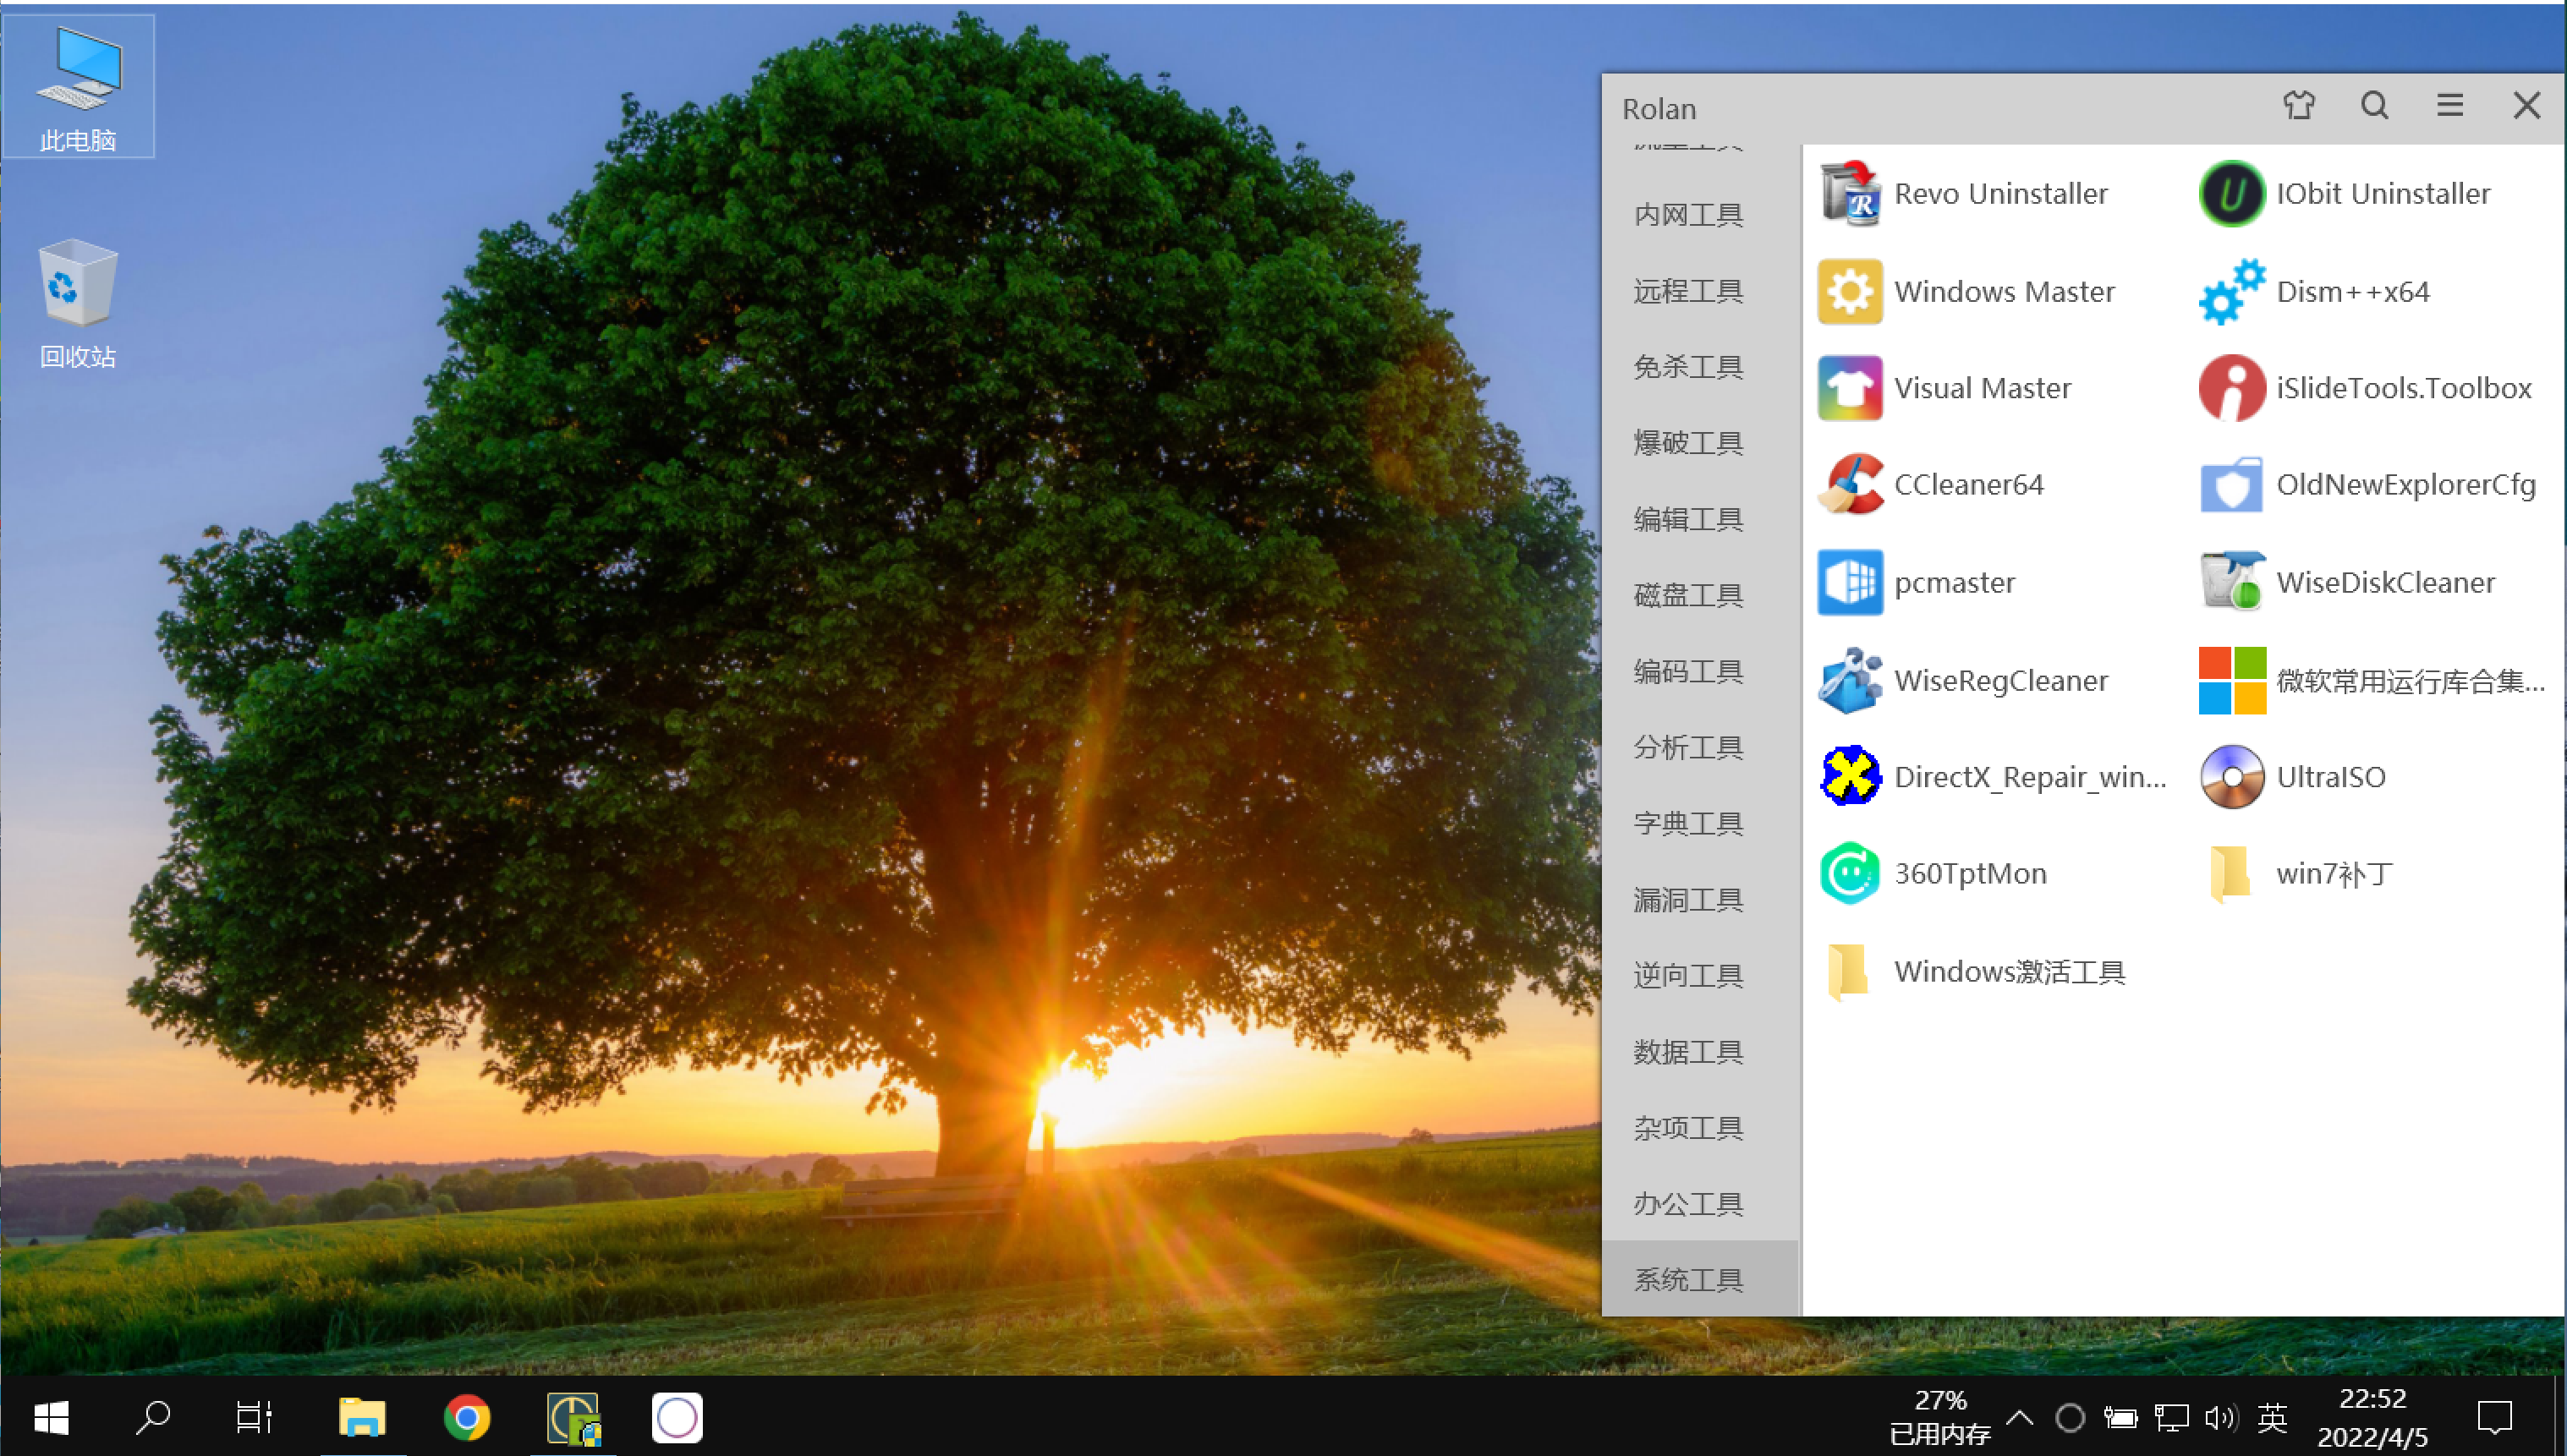 此电脑
回收站
Rolan
内网工具
远程工具
免杀工具
爆破工具
编辑工具
磁盘工具
编码工具
分析工具
字典工具
漏洞工具
逆向工具
数据工具
杂项工具
办公工具
系统工具
Revo Uninstaller
IObit Uninstaller
Windows Master
Dism++x64
Visual Master
iSlideTools.Toolbox
CCleaner64
OldNewExplorerCfg
pcmaster
WiseDiskCleaner
WiseRegCleaner
微软常用运行库合集...
DirectX_Repair_win...
UltraISO
360TptMon
win7补丁
Windows激活工具
27%
已用内存
英
22:52
2022/4/5